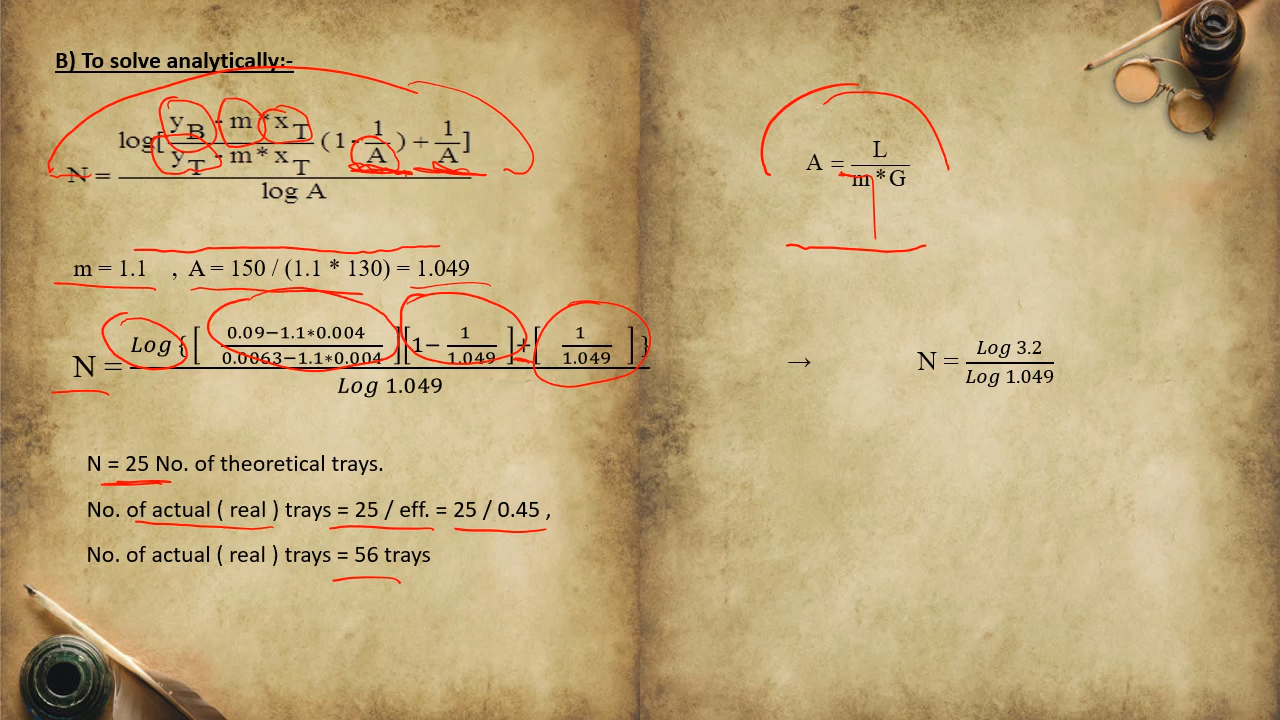 B) To solve analytically:-
N = log[ (y_B - m * x_T)/(y_T - m * x_T) (1 - 1/A) + 1/A ] / log A
A = L / (m * G)
m = 1.1 , A = 150 / (1.1 * 130) = 1.049
N = Log { [ (0.09−1.1∗0.004)/(0.0063−1.1∗0.004) ] [1− 1/1.049 ]+[ 1/1.049 ] } / Log 1.049 → N = Log 3.2 / Log 1.049
N = 25 No. of theoretical trays.
No. of actual ( real ) trays = 25 / eff. = 25 / 0.45 ,
No. of actual ( real ) trays = 56 trays